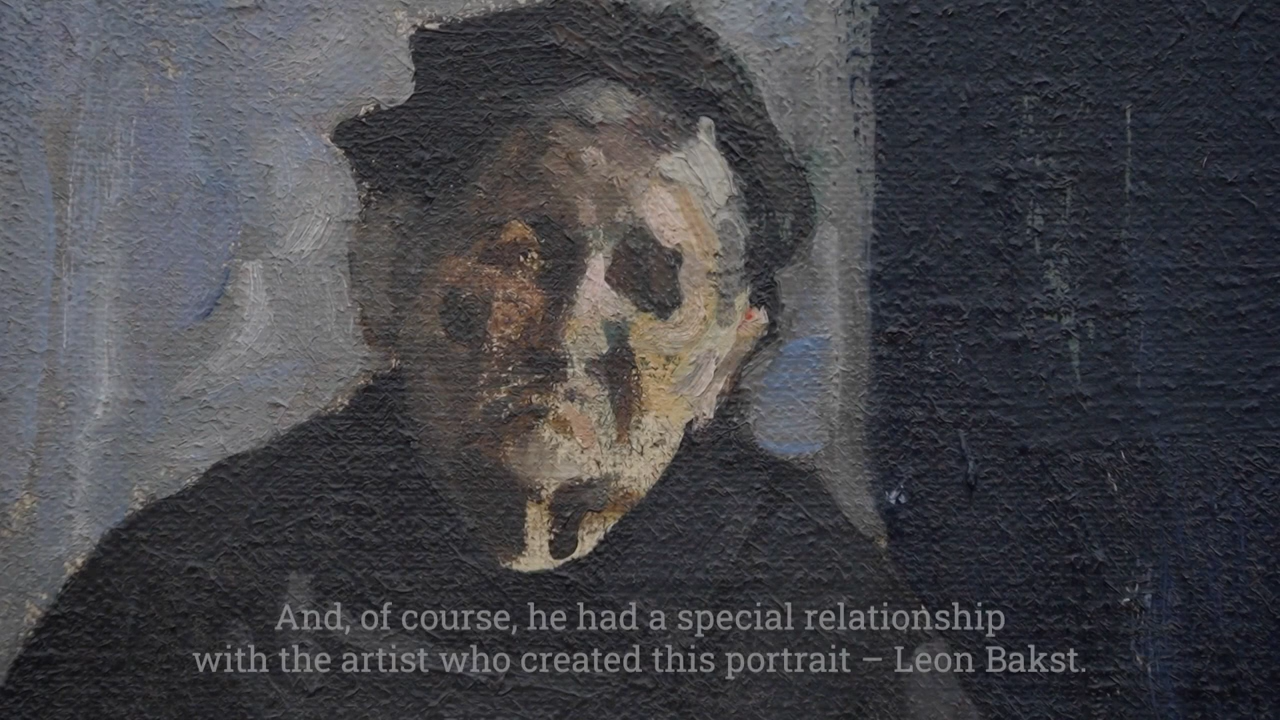 And, of course, he had a special relationship
with the artist who created this portrait – Leon Bakst.